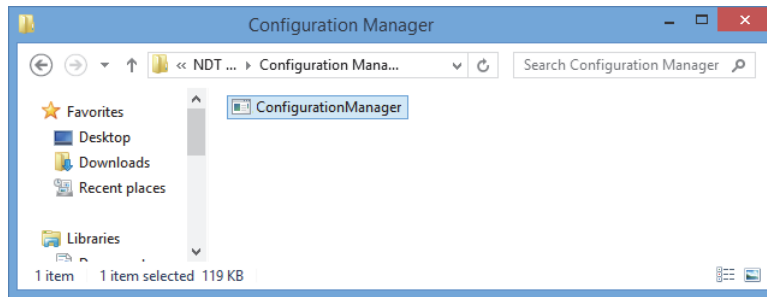 Configuration Manager
« NDT ... ▸ Configuration Mana...
Search Configuration Manager
Favorites
ConfigurationManager
Desktop
Downloads
Recent places
Libraries
1 item 1 item selected 119 KB